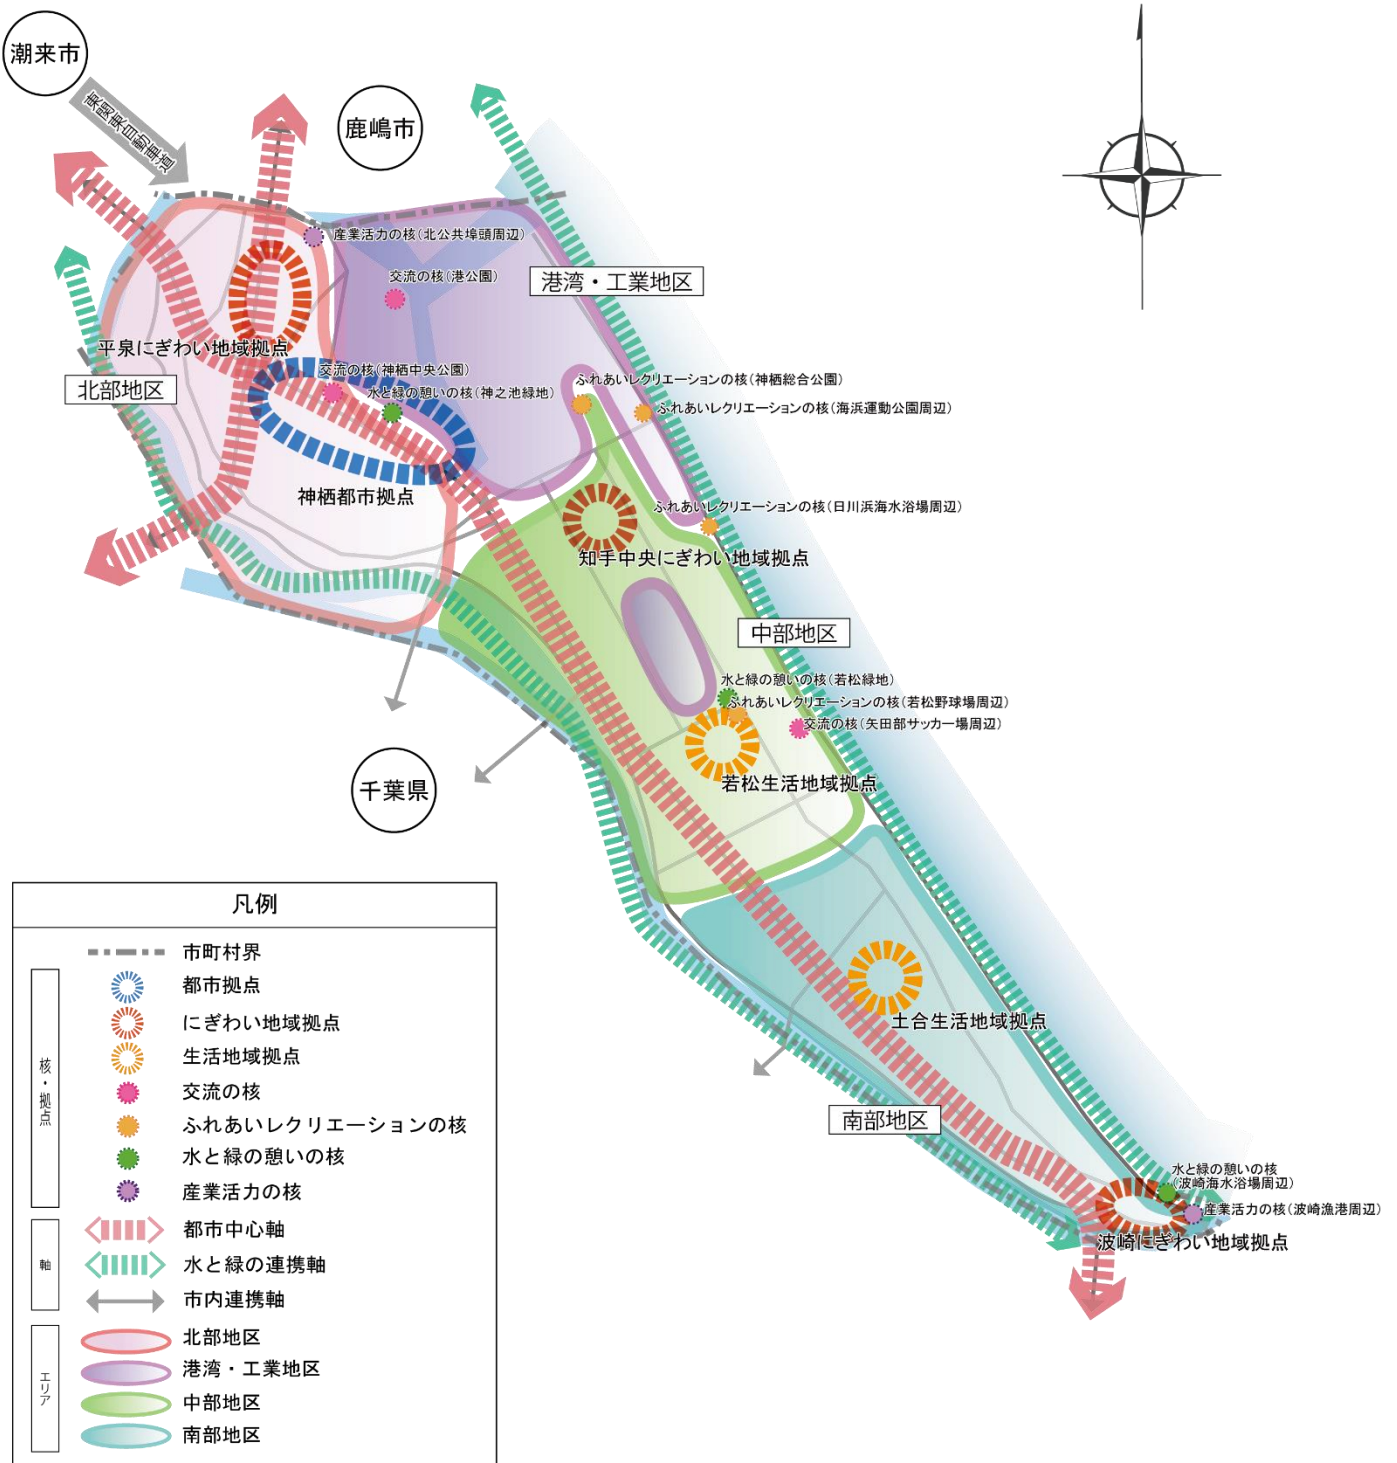 潮来市
東関東自動車道
鹿嶋市
産業活力の核(北公共埠頭周辺)
交流の核(港公園)
港湾・工業地区
平泉にぎわい地域拠点
北部地区
交流の核(神栖中央公園)
水と緑の憩いの核(神之池緑地)
ふれあいレクリエーションの核(神栖総合公園)
ふれあいレクリエーションの核(海浜運動公園周辺)
神栖都市拠点
ふれあいレクリエーションの核(日川浜海水浴場周辺)
知手中央にぎわい地域拠点
中部地区
水と緑の憩いの核(若松緑地)
ふれあいレクリエーションの核(若松野球場周辺)
交流の核(矢田部サッカー場周辺)
若松生活地域拠点
千葉県
土合生活地域拠点
南部地区
水と緑の憩いの核
(波崎海水浴場周辺)
産業活力の核(波崎漁港周辺)
波崎にぎわい地域拠点
凡例
市町村界
核・拠点
都市拠点
にぎわい地域拠点
生活地域拠点
交流の核
ふれあいレクリエーションの核
水と緑の憩いの核
産業活力の核
軸
都市中心軸
水と緑の連携軸
市内連携軸
エリア
北部地区
港湾・工業地区
中部地区
南部地区